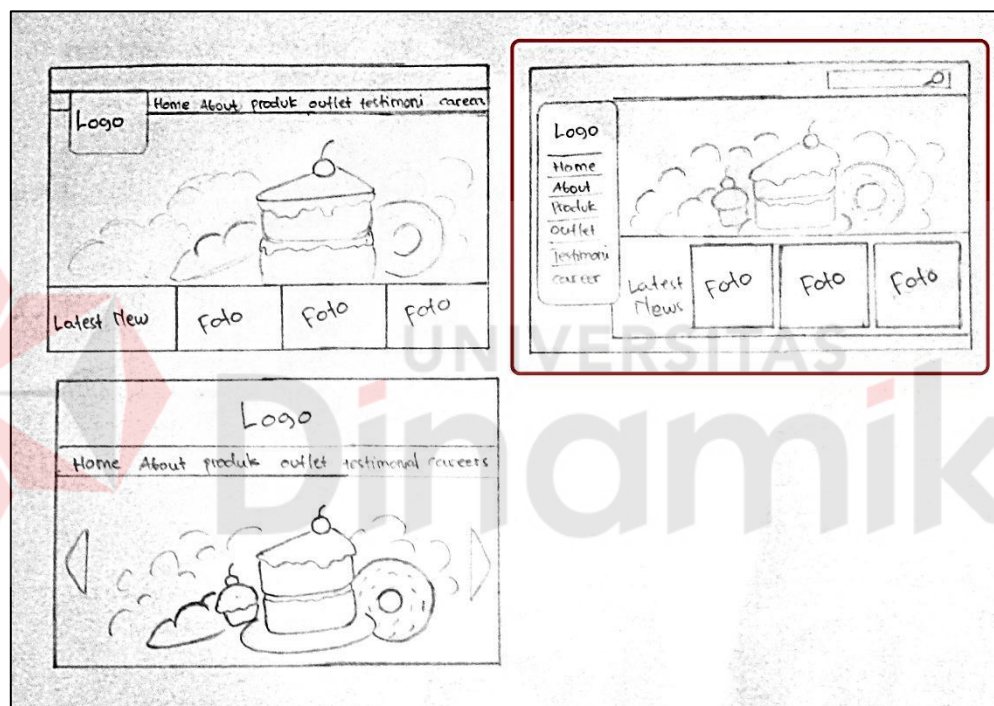 Home About produk outlet testimoni career
Logo
Latest New
Foto
Foto
Foto
Logo
Home
About
Produk
outlet
Testimoni
career
Latest
News
Foto
Foto
Foto
UNIVERSITAS
Dinamik
Logo
Home About produk outlet testimonial careers